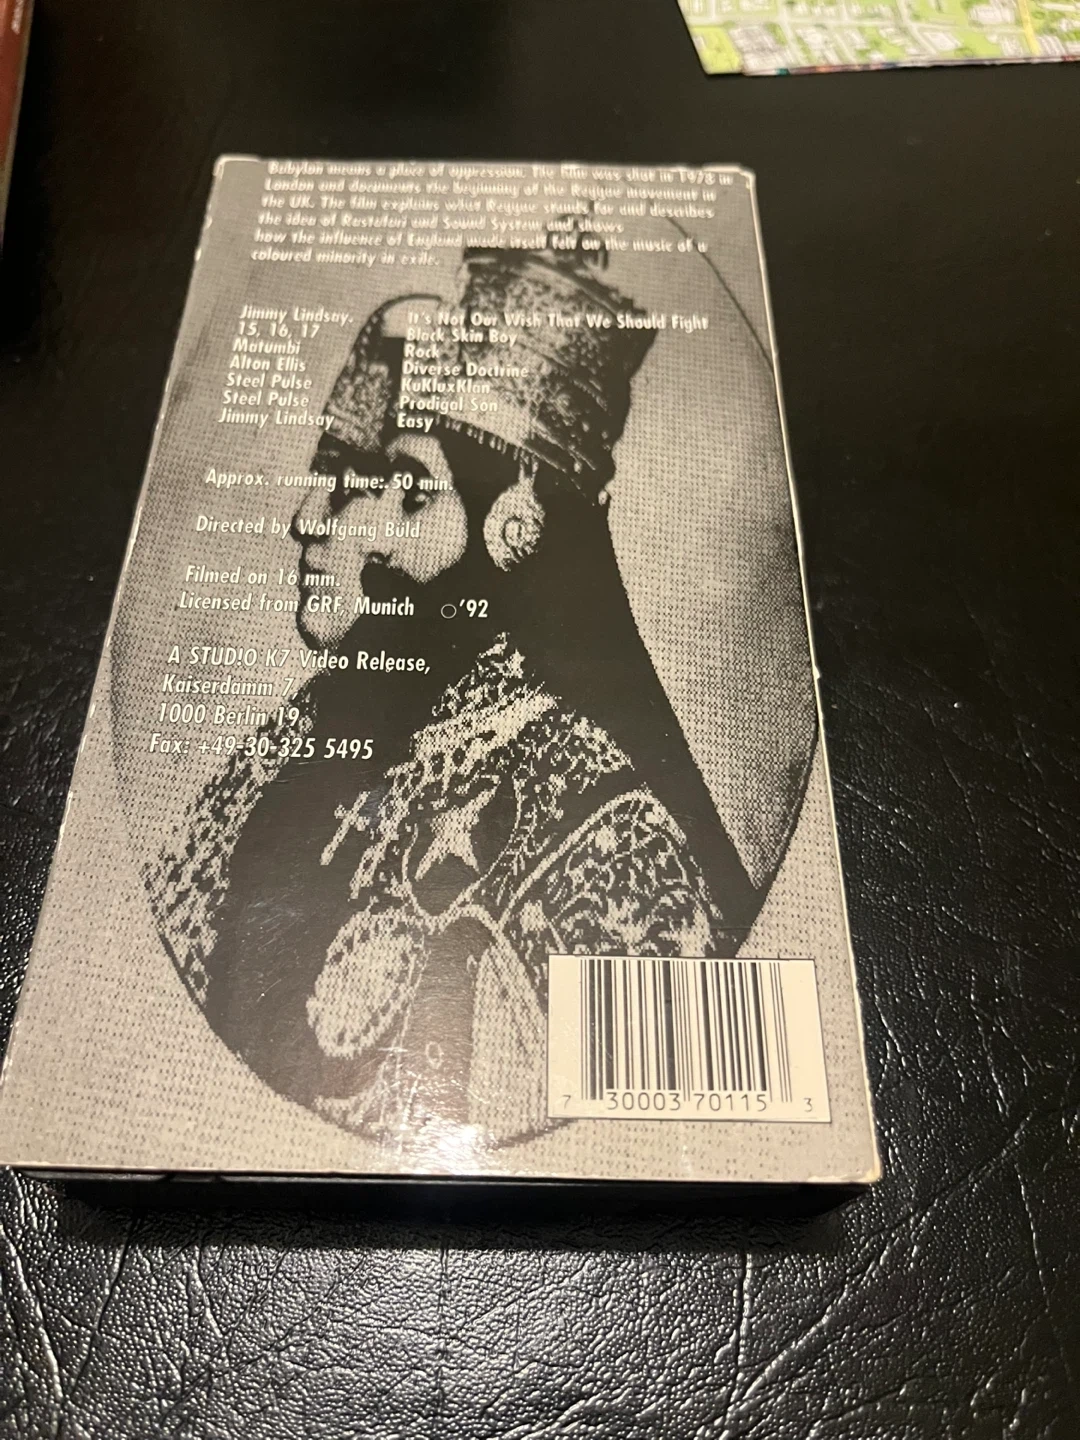 Babylon means a place of oppression. The film was shot in 1978 in
London and documents the beginning of the Reggae movement in
the UK. The film explains what Reggae stands for and describes
the idea of Rastafari and Sound System and shows
how the influence of England made itself felt on the music of a
coloured minority in exile.
Jimmy Lindsay. It's Not Our Wish That We Should Fight
15, 16, 17 Black Skin Boy
Matumbi Rock
Alton Ellis Diverse Doctrine
Steel Pulse KuKluxKlan
Steel Pulse Prodigal Son
Jimmy Lindsay Easy
Approx. running time: 50 min.
Directed by Wolfgang Büld
Filmed on 16 mm.
Licensed from GRF, Munich ○'92
A STUD!O K7 Video Release,
Kaiserdamm 7,
1000 Berlin 19
Fax: +49-30-325 5495
7 30003 70115 3